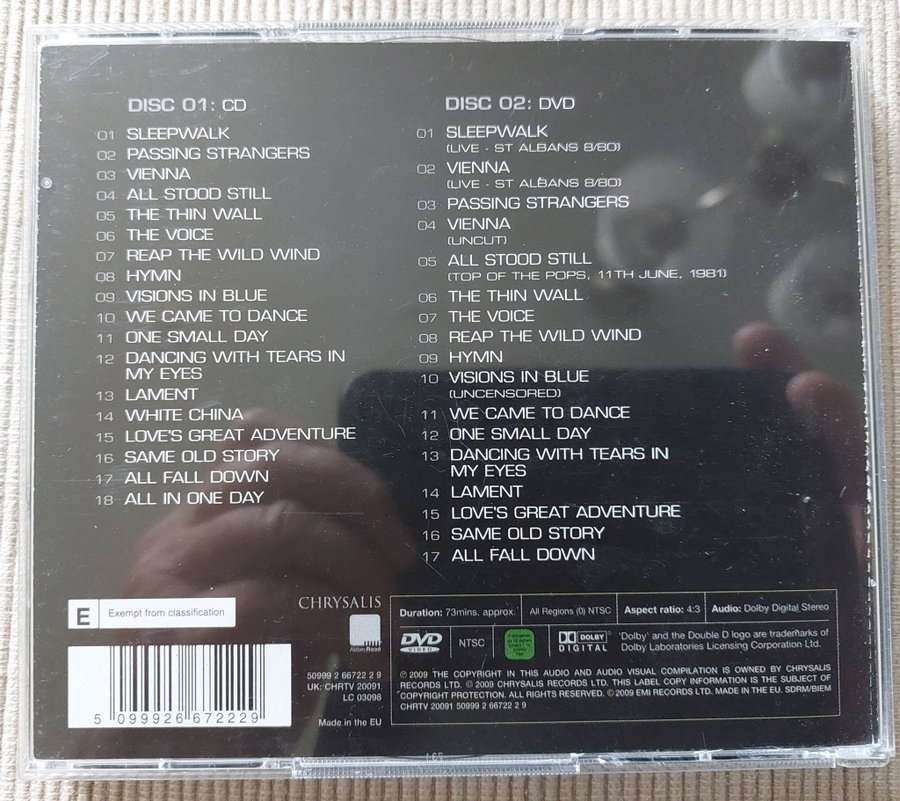 DISC 01: CD
01 SLEEPWALK
02 PASSING STRANGERS
03 VIENNA
04 ALL STOOD STILL
05 THE THIN WALL
06 THE VOICE
07 REAP THE WILD WIND
08 HYMN
09 VISIONS IN BLUE
10 WE CAME TO DANCE
11 ONE SMALL DAY
12 DANCING WITH TEARS IN
MY EYES
13 LAMENT
14 WHITE CHINA
15 LOVE'S GREAT ADVENTURE
16 SAME OLD STORY
17 ALL FALL DOWN
18 ALL IN ONE DAY
DISC 02: DVD
01 SLEEPWALK
(LIVE - ST ALBANS 8/80)
02 VIENNA
(LIVE - ST ALBANS 8/80)
03 PASSING STRANGERS
04 VIENNA
(UNCUT)
05 ALL STOOD STILL
(TOP OF THE POPS, 11TH JUNE, 1981)
06 THE THIN WALL
07 THE VOICE
08 REAP THE WILD WIND
09 HYMN
10 VISIONS IN BLUE
(UNCENSORED)
11 WE CAME TO DANCE
12 ONE SMALL DAY
13 DANCING WITH TEARS IN
MY EYES
14 LAMENT
15 LOVE'S GREAT ADVENTURE
16 SAME OLD STORY
17 ALL FALL DOWN
E Exempt from classification
5 099926 672229
CHRYSALIS
Abbey Road
50999 2 66722 2 9
UK: CHRTV 20091
LC 03096
Made in the EU
Duration: 73mins. approx.
All Regions (0) NTSC
Aspect ratio: 4:3
Audio: Dolby Digital Stereo
DVD
VIDEO
NTSC
DOLBY
DIGITAL
'Dolby' and the Double D logo are trademarks of
Dolby Laboratories Licensing Corporation Ltd.
℗ 2009 THE COPYRIGHT IN THIS AUDIO AND AUDIO VISUAL COMPILATION IS OWNED BY CHRYSALIS
RECORDS LTD. © 2009 CHRYSALIS RECORDS LTD. THIS LABEL COPY INFORMATION IS THE SUBJECT OF
COPYRIGHT PROTECTION. ALL RIGHTS RESERVED. © 2009 EMI RECORDS LTD. MADE IN THE EU. SDRM/BIEM
CHRTV 20091 50999 2 66722 2 9